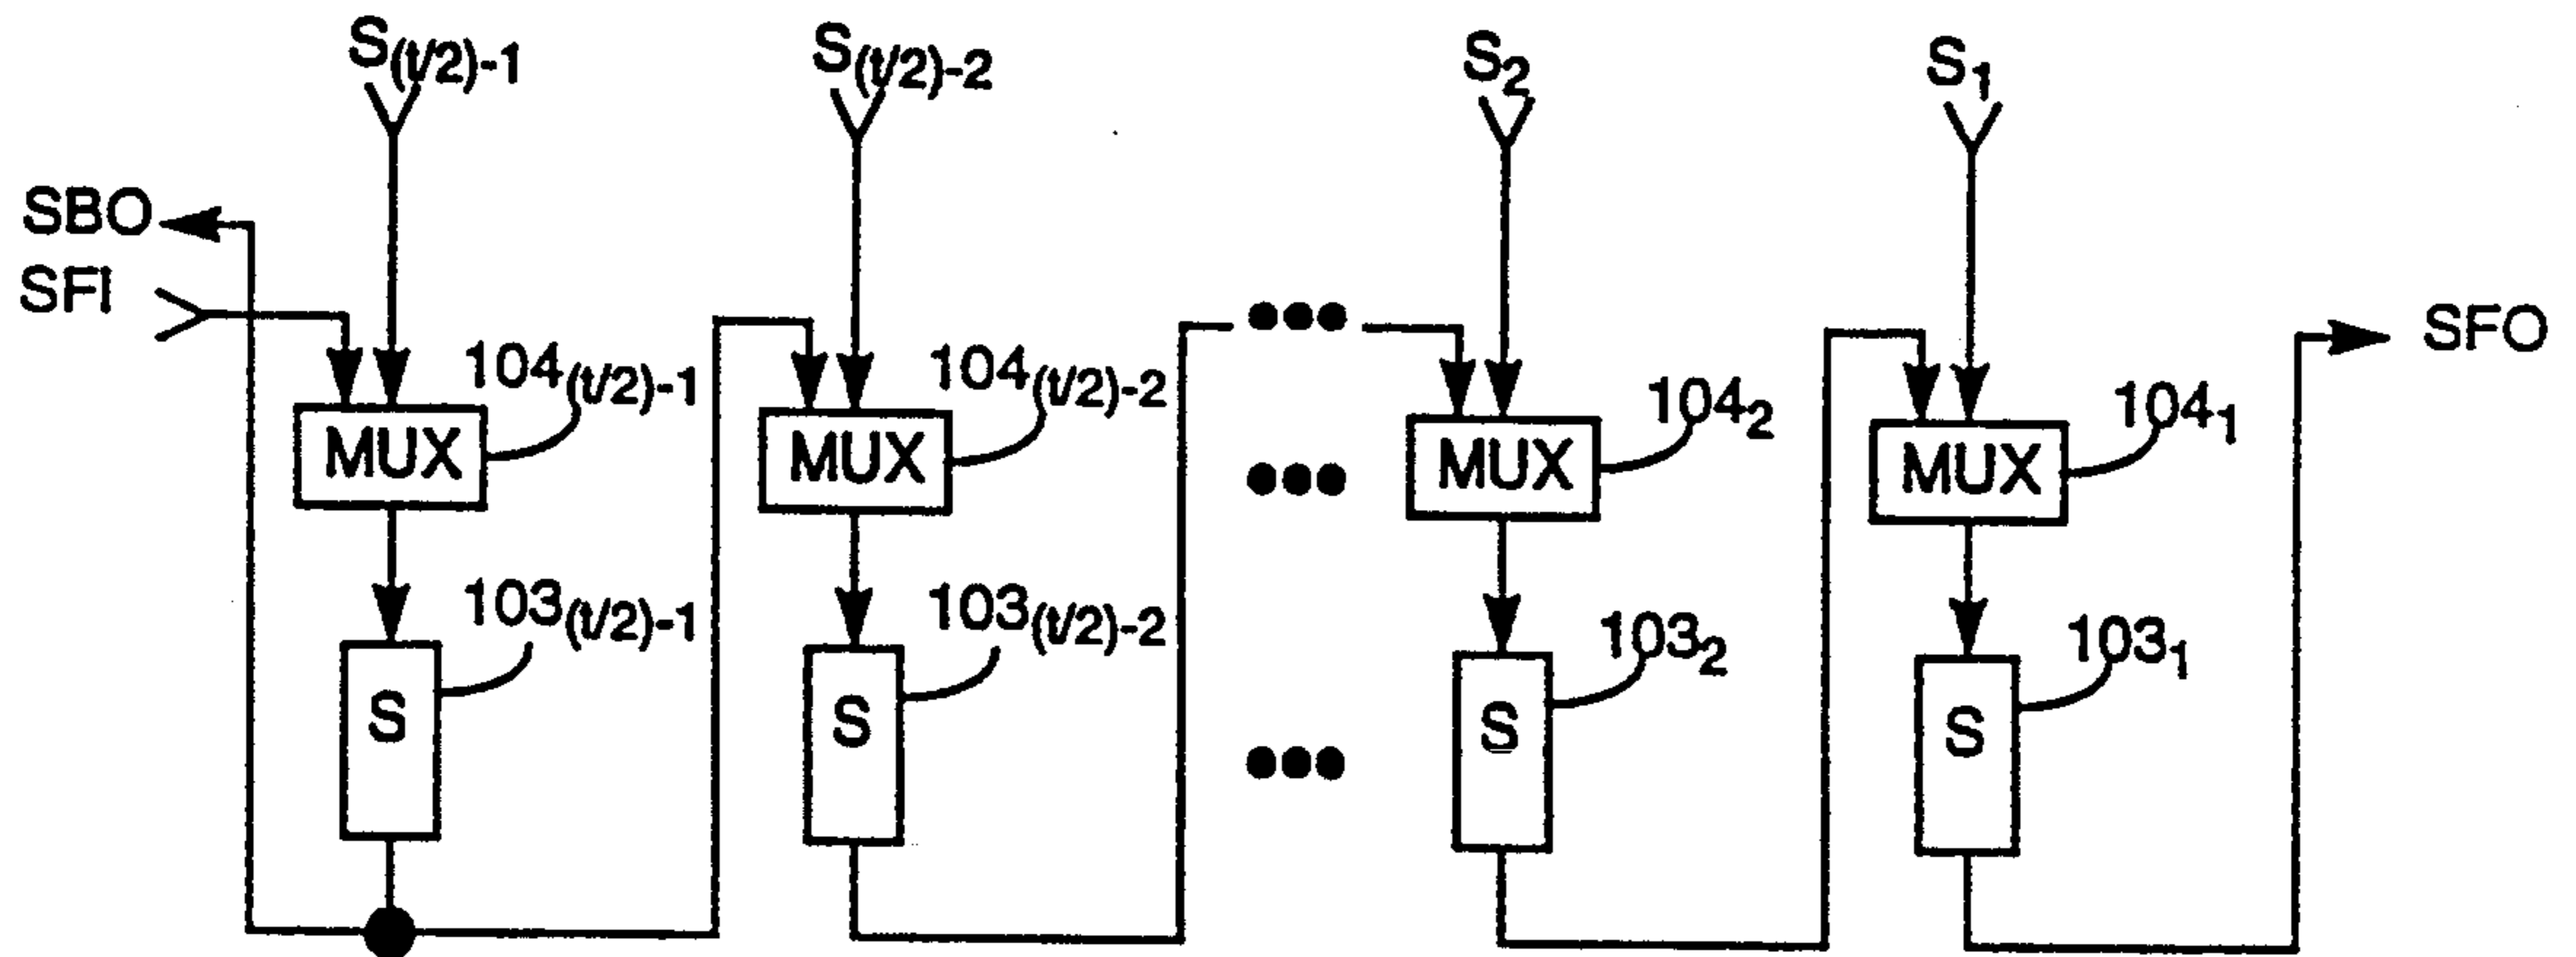 S(t/2)-1 S(t/2)-2 S2 S1
SBO
SFI
SFO
104(t/2)-1 104(t/2)-2 1042 1041
MUX MUX MUX MUX
103(t/2)-1 103(t/2)-2 1032 1031
S S S S